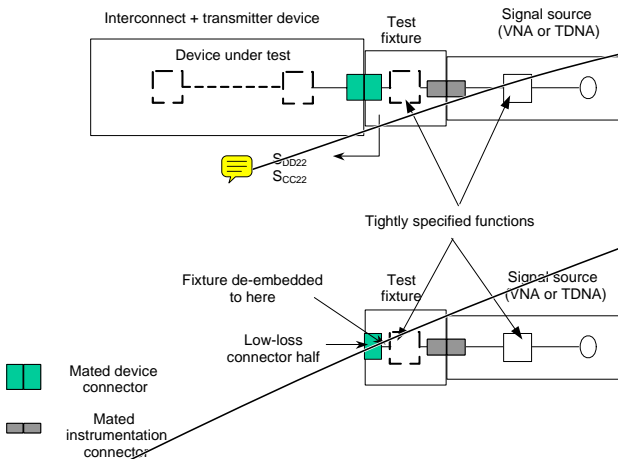 Interconnect + transmitter device
Test
fixture
Signal source
(VNA or TDNA)
Device under test
SDD22
SCC22
Tightly specified functions
Fixture de-embedded
to here
Test
fixture
Signal source
(VNA or TDNA)
Low-loss
connector half
Mated device
connector
Mated
instrumentation
connector